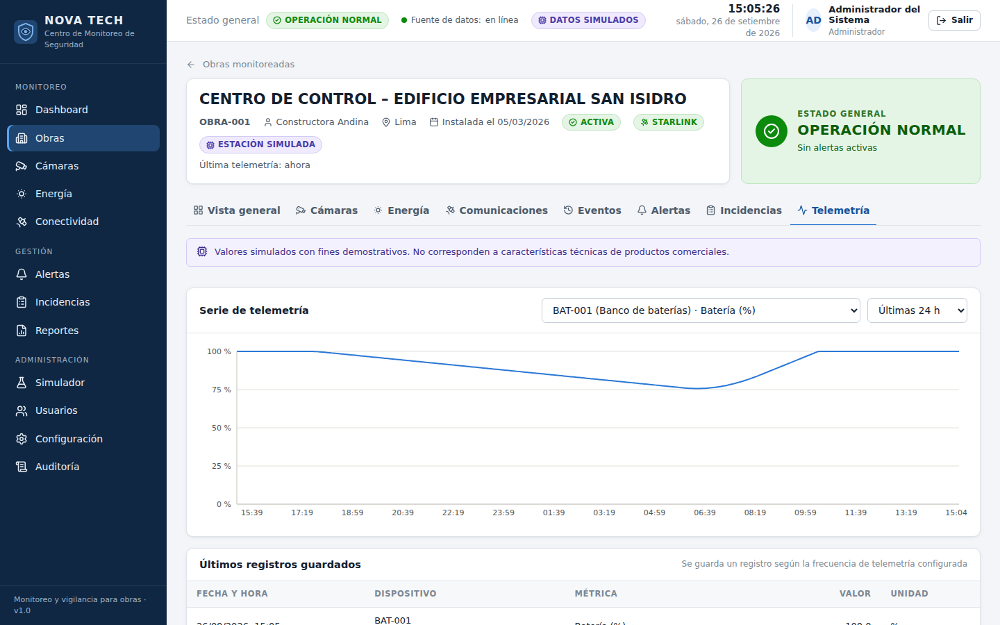 NOVA TECH
Centro de Monitoreo de
Seguridad
MONITOREO
Dashboard
Obras
Cámaras
Energía
Conectividad
GESTIÓN
Alertas
Incidencias
Reportes
ADMINISTRACIÓN
Simulador
Usuarios
Configuración
Auditoría
Monitoreo y vigilancia para obras ·
v1.0
Estado general
OPERACIÓN NORMAL
Fuente de datos: en línea
DATOS SIMULADOS
15:05:26
sábado, 26 de setiembre
de 2026
AD
Administrador del
Sistema
Administrador
Salir
Obras monitoreadas
CENTRO DE CONTROL – EDIFICIO EMPRESARIAL SAN ISIDRO
OBRA-001 Constructora Andina Lima Instalada el 05/03/2026 ACTIVA STARLINK
ESTACIÓN SIMULADA
Última telemetría: ahora
ESTADO GENERAL
OPERACIÓN NORMAL
Sin alertas activas
Vista general Cámaras Energía Comunicaciones Eventos Alertas Incidencias Telemetría
Valores simulados con fines demostrativos. No corresponden a características técnicas de productos comerciales.
Serie de telemetría
BAT-001 (Banco de baterías) · Batería (%)
Últimas 24 h
100 %
75 %
50 %
25 %
0 %
15:39 17:19 18:59 20:39 22:19 23:59 01:39 03:19 04:59 06:39 08:19 09:59 11:39 13:19 15:04
Últimos registros guardados
Se guarda un registro según la frecuencia de telemetría configurada
FECHA Y HORA DISPOSITIVO MÉTRICA VALOR UNIDAD
BAT-001
26/09/2026, 15:05 Batería (%) 100,0 %